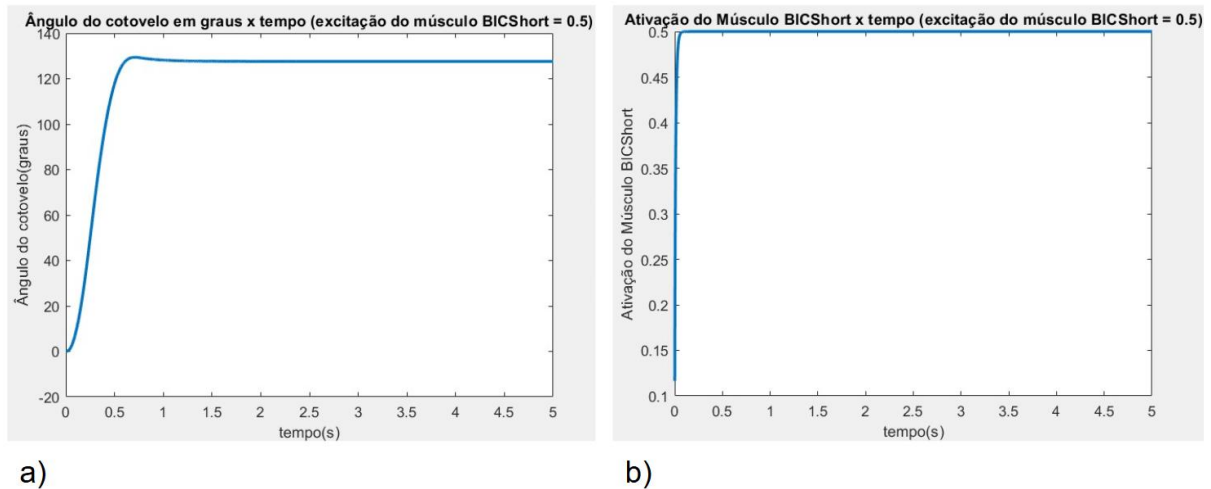 Ângulo do cotovelo em graus x tempo (excitação do músculo BICShort = 0.5)
140
120
100
80
60
40
20
0
-20
Ângulo do cotovelo(graus)
0 0.5 1 1.5 2 2.5 3 3.5 4 4.5 5
tempo(s)
a)
Ativação do Músculo BICShort x tempo (excitação do músculo BICShort = 0.5)
0.5
0.45
0.4
0.35
0.3
0.25
0.2
0.15
0.1
Ativação do Músculo BICShort
0 0.5 1 1.5 2 2.5 3 3.5 4 4.5 5
tempo(s)
b)